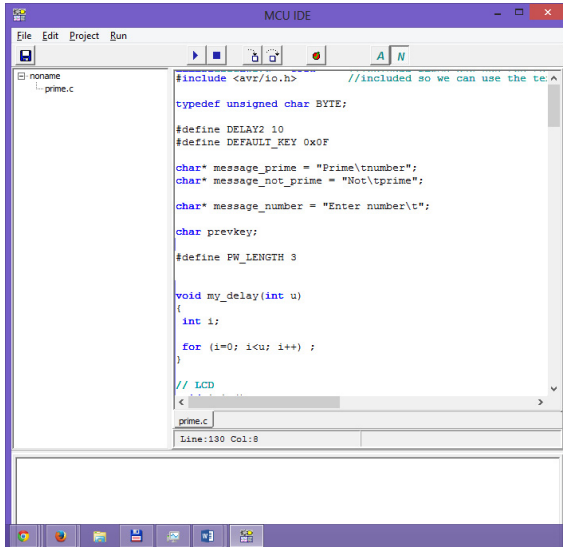 MCU IDE
File Edit Project Run
A N
noname
prime.c
#include <avr/io.h> //included so we can use the te
typedef unsigned char BYTE;
#define DELAY2 10
#define DEFAULT_KEY 0x0F
char* message_prime = "Prime\tnumber";
char* message_not_prime = "Not\tprime";
char* message_number = "Enter number\t";
char prevkey;
#define PW_LENGTH 3
void my_delay(int u)
{
int i;
for (i=0; i<u; i++) ;
}
// LCD
prime.c
Line:130 Col:8